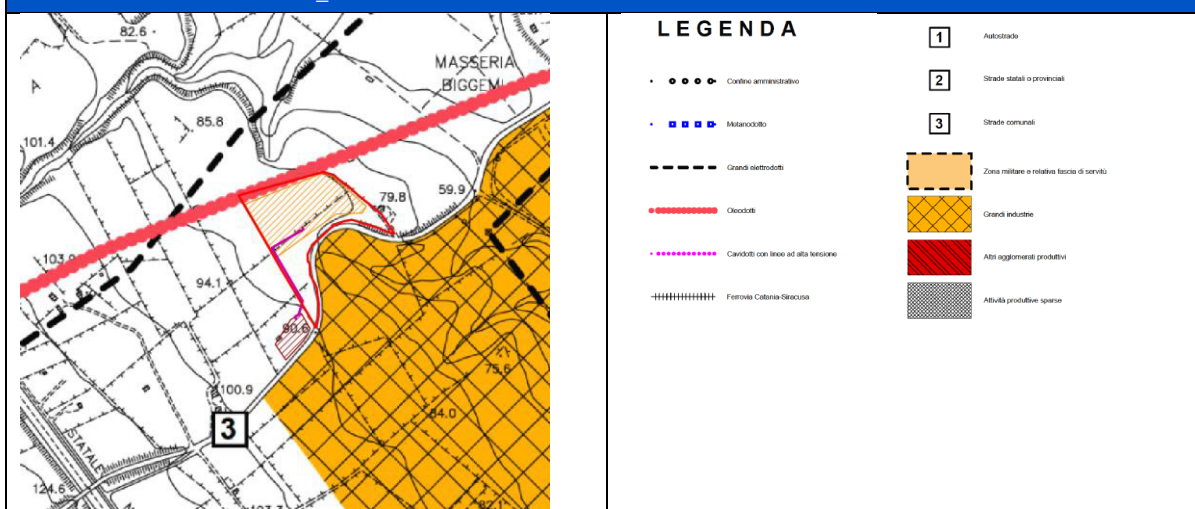 82.6
MASSERIA
BIGGEMI
A
85.8
101.4
79.8
59.9
103.9
94.1
90.6
75.6
100.9
84.0
3
STATALE
124.6
LEGENDA
Confine amministrativo
Metanodotto
Grandi elettrodotti
Oleodotti
Cavidotti con linee ad alta tensione
Ferrovia Catania-Siracusa
1 Autostrade
2 Strade statali o provinciali
3 Strade comunali
Zona militare e relativa fascia di servitù
Grandi industrie
Altri agglomerati produttivi
Attività produttive sparse